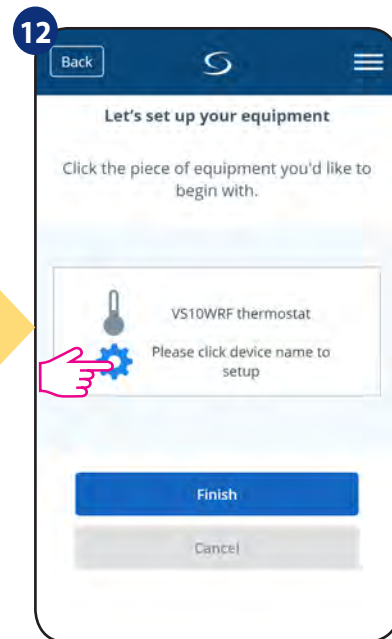 12
Back
Let's set up your equipment
Click the piece of equipment you'd like to
begin with.
VS10WRF thermostat
Please click device name to
setup
Finish
Cancel